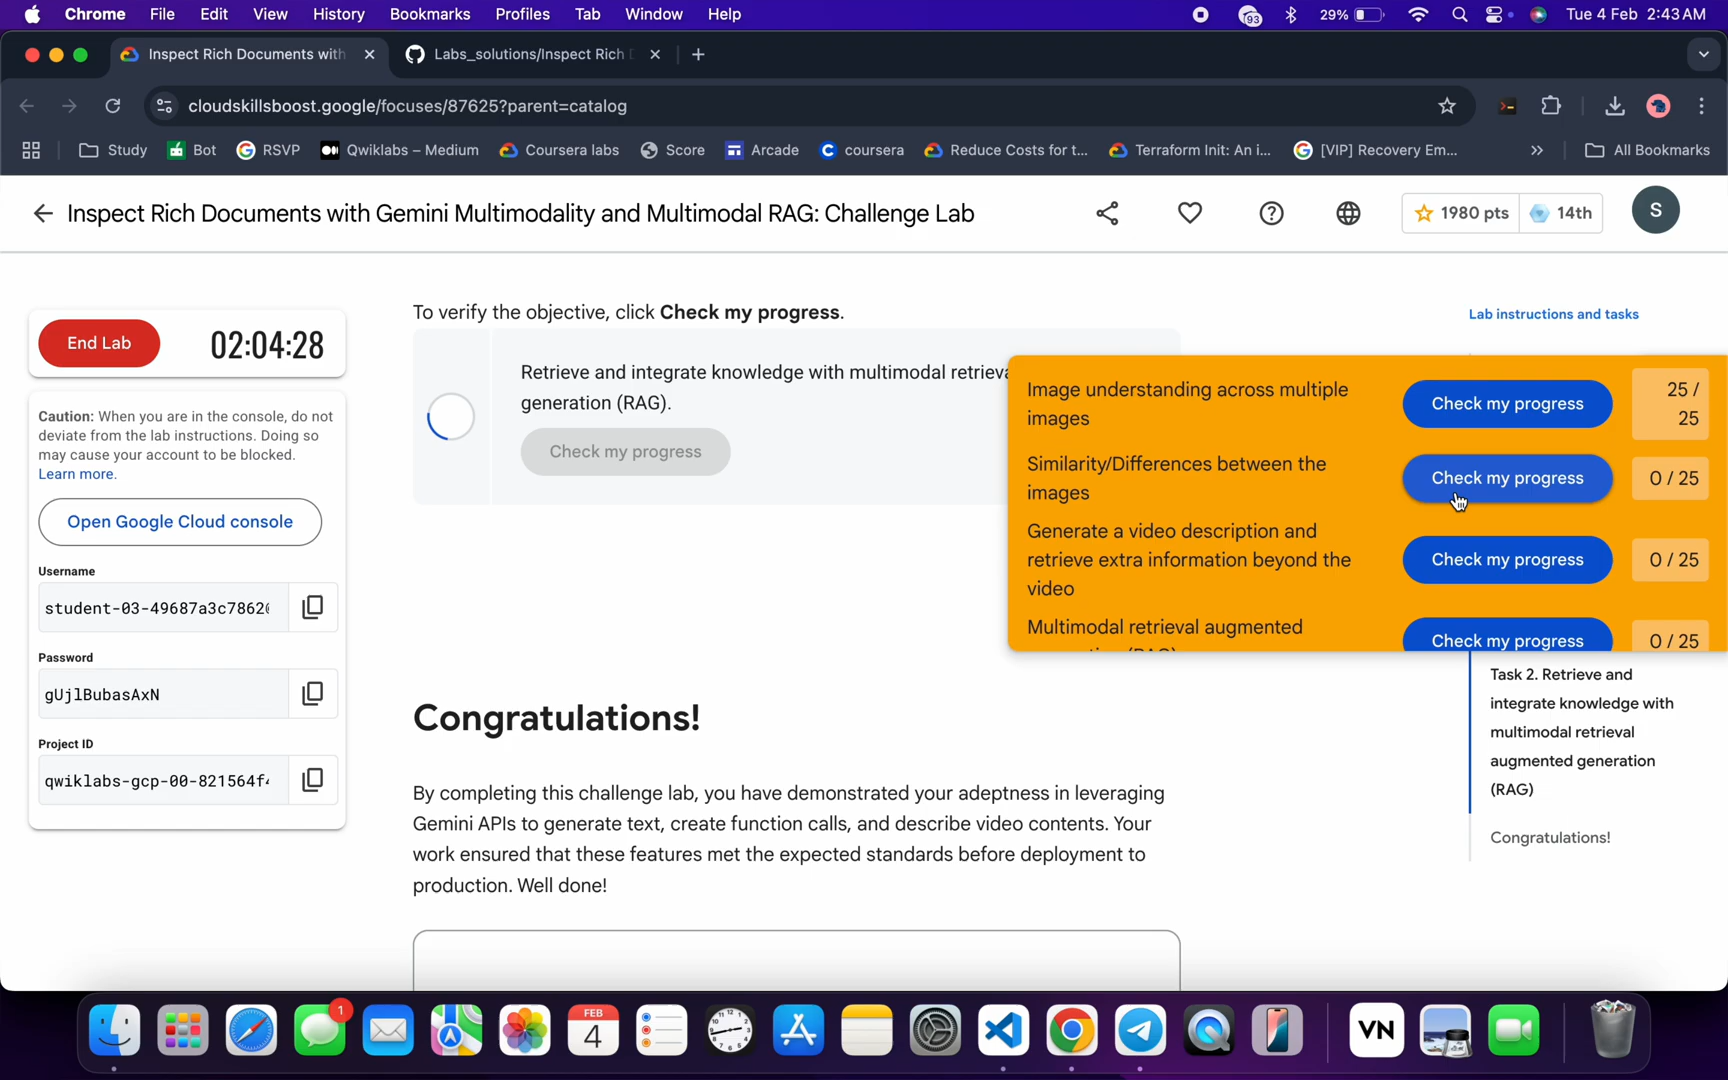 Chrome File Edit View History Bookmarks Profiles Tab Window Help 93 29% Tue 4 Feb 2:43 AM
Inspect Rich Documents with Labs_solutions/Inspect Rich
cloudskillsboost.google/focuses/87625?parent=catalog
Study Bot RSVP Qwiklabs – Medium Coursera labs Score Arcade coursera Reduce Costs for t... Terraform Init: An i... [VIP] Recovery Em... » All Bookmarks
Inspect Rich Documents with Gemini Multimodality and Multimodal RAG: Challenge Lab 1980 pts 14th S
End Lab 02:04:28
Caution: When you are in the console, do not
deviate from the lab instructions. Doing so
may cause your account to be blocked.
Learn more.
Open Google Cloud console
Username
student-03-49687a3c7862
Password
gUjlBubasAxN
Project ID
qwiklabs-gcp-00-821564f
To verify the objective, click Check my progress.
Retrieve and integrate knowledge with multimodal
generation (RAG).
Check my progress
Congratulations!
By completing this challenge lab, you have demonstrated your adeptness in leveraging
Gemini APIs to generate text, create function calls, and describe video contents. Your
work ensured that these features met the expected standards before deployment to
production. Well done!
Lab instructions and tasks
Image understanding across multiple
images
Check my progress
25 /
25
Similarity/Differences between the
images
Check my progress
0 / 25
Generate a video description and
retrieve extra information beyond the
video
Check my progress
0 / 25
Multimodal retrieval augmented
Check my progress
0 / 25
Task 2. Retrieve and
integrate knowledge with
multimodal retrieval
augmented generation
(RAG)
Congratulations!
1 FEB 4 VN